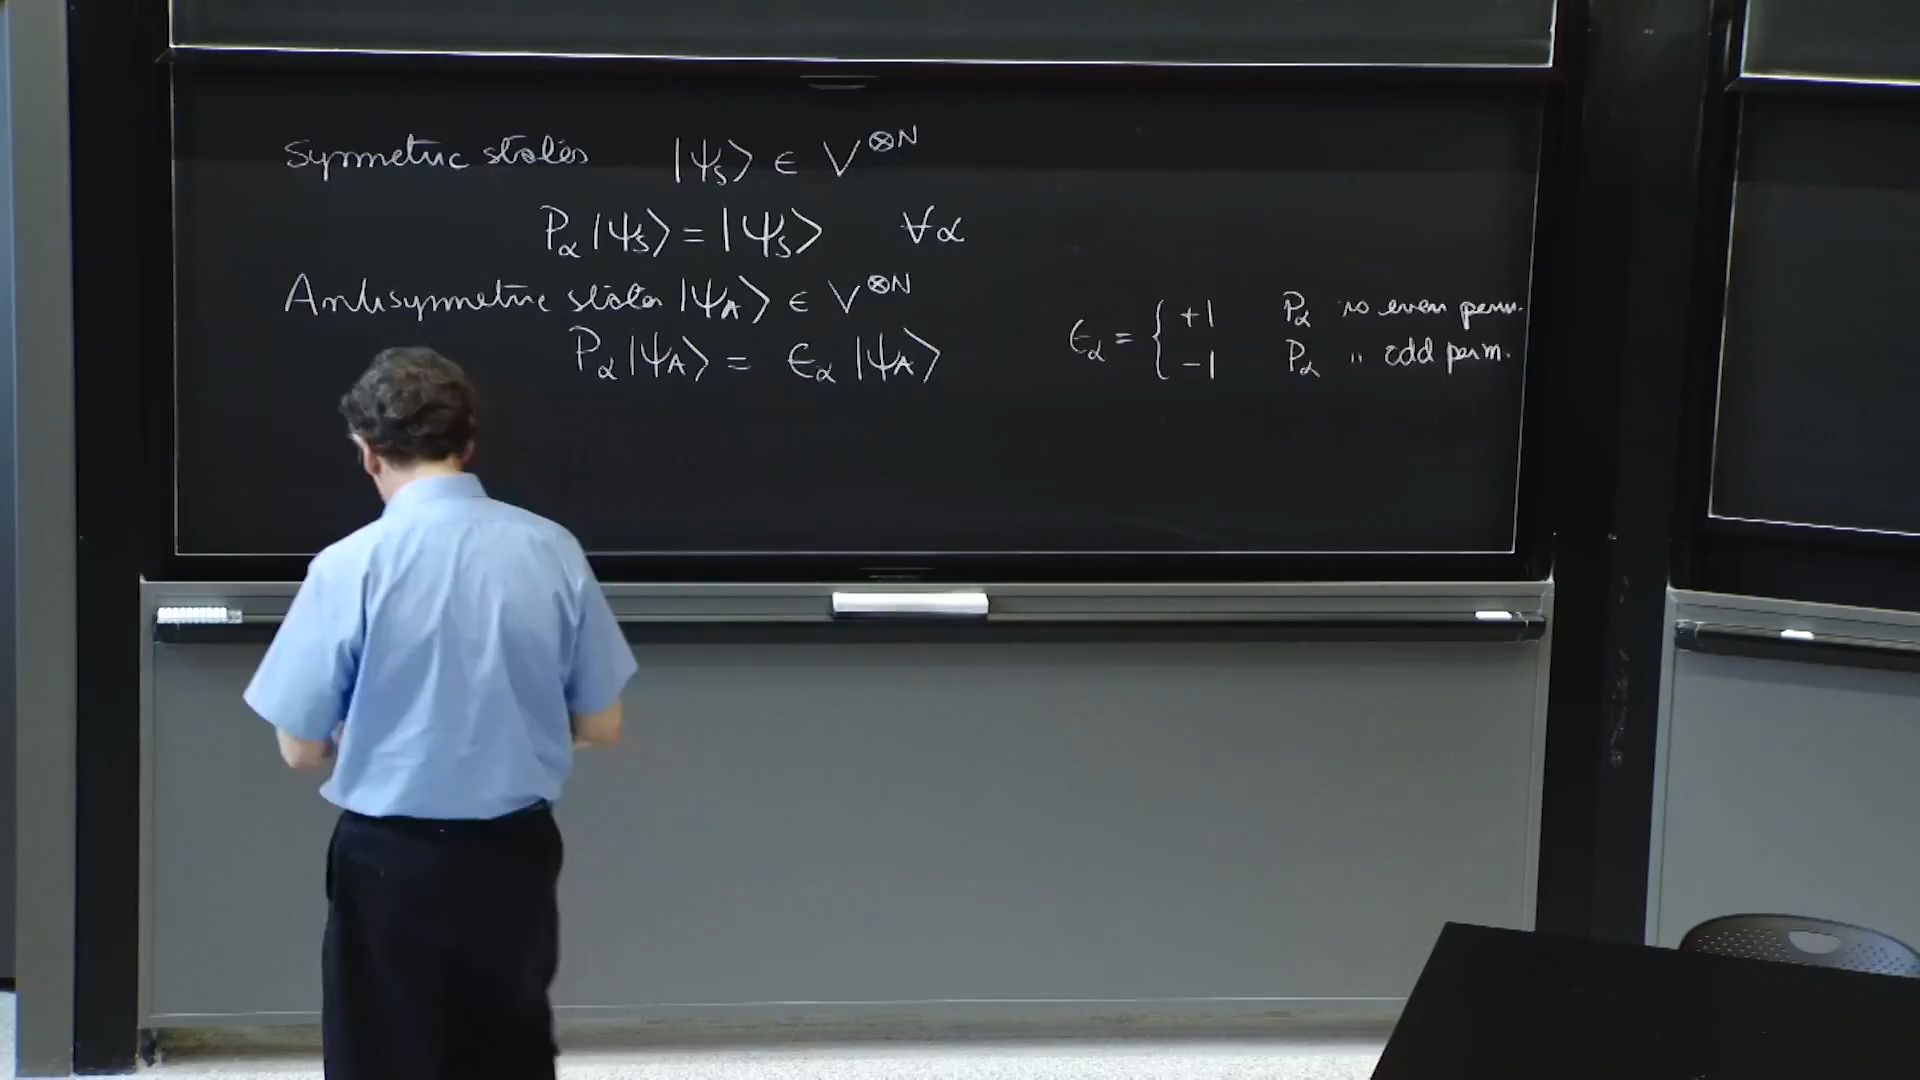 Symmetric states |ψ_S⟩ ∈ V^{⊗N}
P_α |ψ_S⟩ = |ψ_S⟩ ∀α
Antisymmetric states |ψ_A⟩ ∈ V^{⊗N}
P_α |ψ_A⟩ = ϵ_α |ψ_A⟩
ϵ_α = { +1 P_α is even perm.
-1 P_α " odd perm.